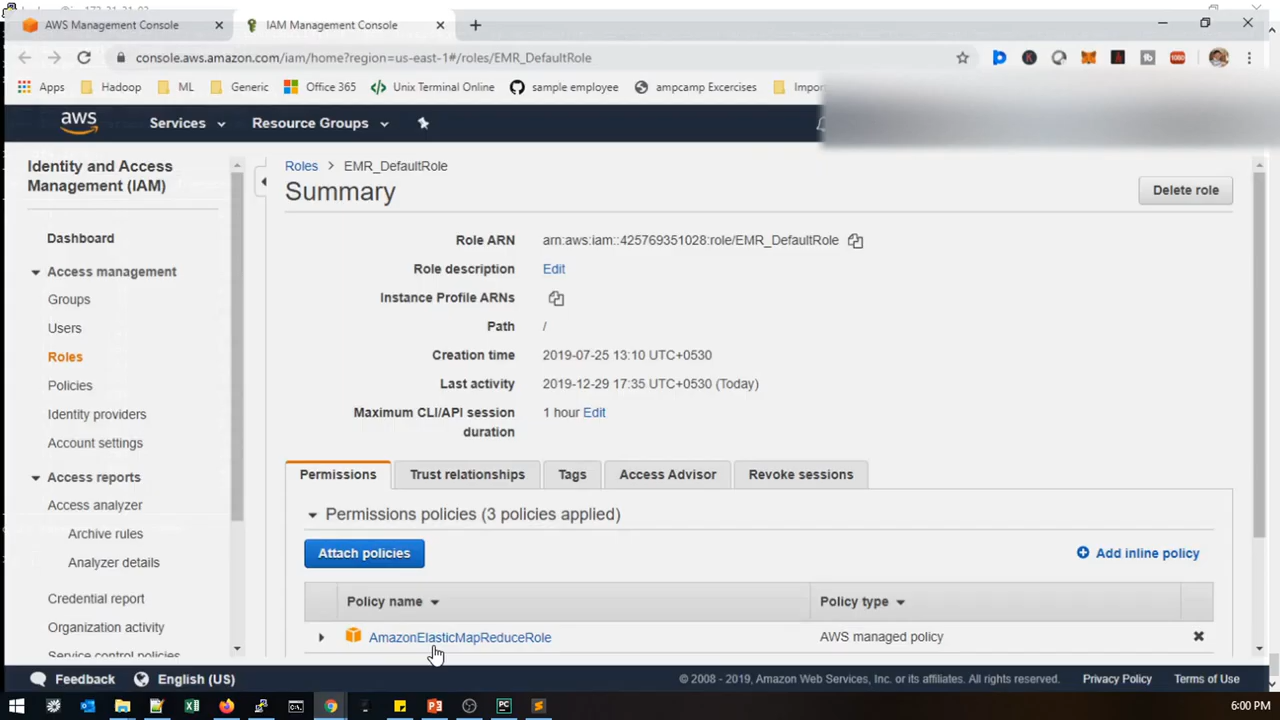 AWS Management Console
IAM Management Console
console.aws.amazon.com/iam/home?region=us-east-1#/roles/EMR_DefaultRole
Apps Hadoop ML Generic Office 365 Unix Terminal Online sample employee ampcamp Excercises Impor
aws Services Resource Groups
Identity and Access Management (IAM)
Dashboard
Access management
Groups
Users
Roles
Policies
Identity providers
Account settings
Access reports
Access analyzer
Archive rules
Analyzer details
Credential report
Organization activity
Service control policies
Roles > EMR_DefaultRole
Summary
Delete role
Role ARN arn:aws:iam::425769351028:role/EMR_DefaultRole
Role description Edit
Instance Profile ARNs
Path /
Creation time 2019-07-25 13:10 UTC+0530
Last activity 2019-12-29 17:35 UTC+0530 (Today)
Maximum CLI/API session duration 1 hour Edit
Permissions Trust relationships Tags Access Advisor Revoke sessions
Permissions policies (3 policies applied)
Attach policies
Add inline policy
Policy name Policy type
AmazonElasticMapReduceRole AWS managed policy
Feedback English (US)
© 2008 - 2019, Amazon Web Services, Inc. or its affiliates. All rights reserved. Privacy Policy Terms of Use
6:00 PM